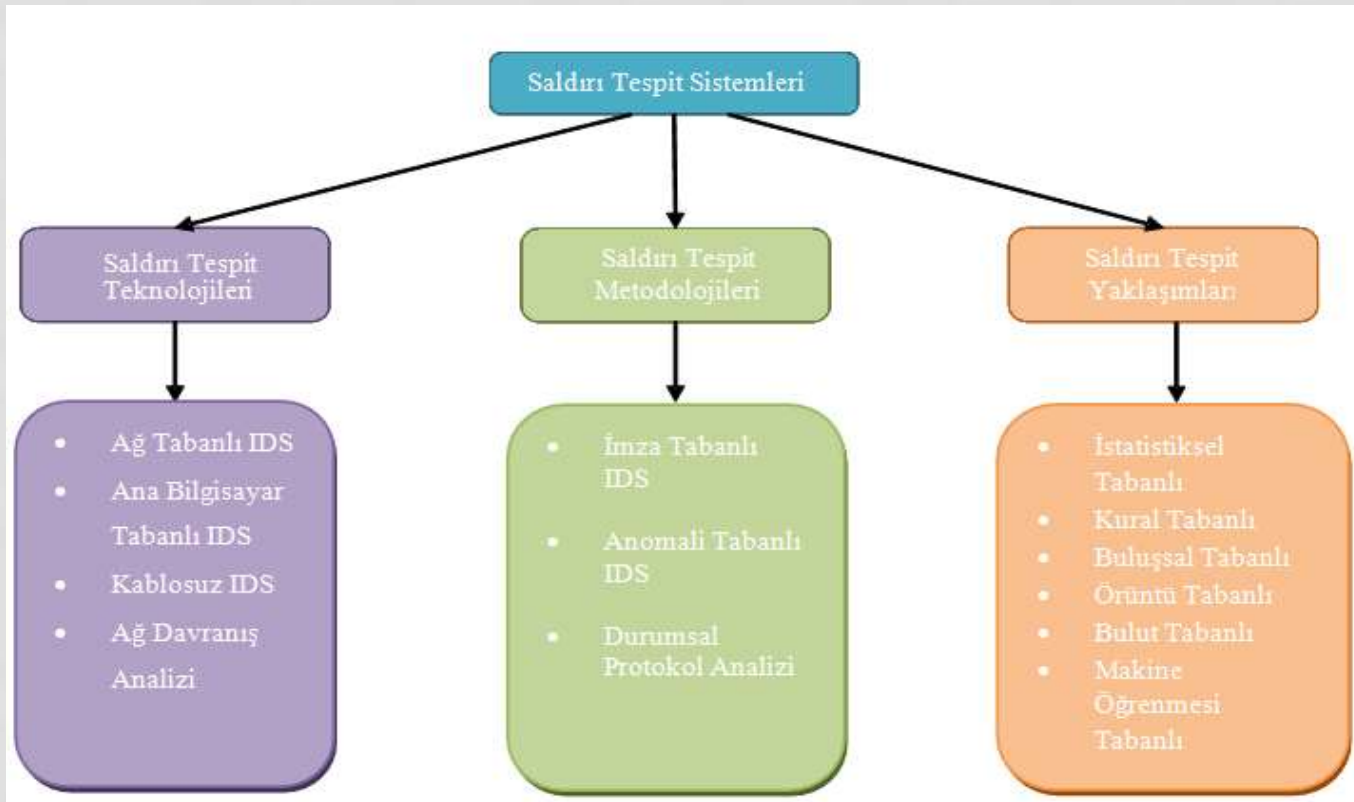 Saldırı Tespit Sistemleri
Saldırı Tespit
Teknolojileri
Saldırı Tespit
Metodolojileri
Saldırı Tespit
Yaklaşımları
• Ağ Tabanlı IDS
• Ana Bilgisayar
Tabanlı IDS
• Kablosuz IDS
• Ağ Davranış
Analizi
• İmza Tabanlı
IDS
• Anomali Tabanlı
IDS
• Durumsal
Protokol Analizi
• İstatistiksel
Tabanlı
• Kural Tabanlı
• Buluşsal Tabanlı
• Örüntü Tabanlı
• Bulut Tabanlı
• Makine
Öğrenmesi
Tabanlı